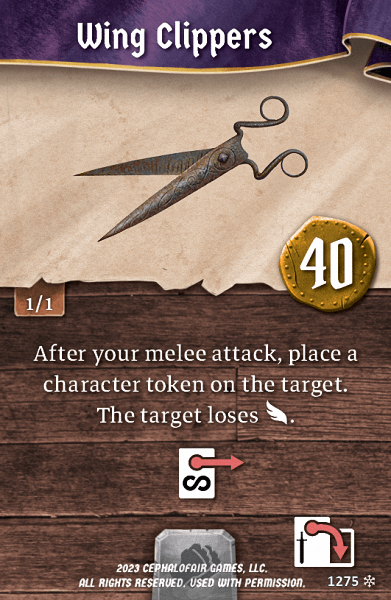 Wing Clippers
40
1/1
After your melee attack, place a
character token on the target.
The target loses .
2023 CEPHALOFAIR GAMES, LLC.
ALL RIGHTS RESERVED. USED WITH PERMISSION.
1275